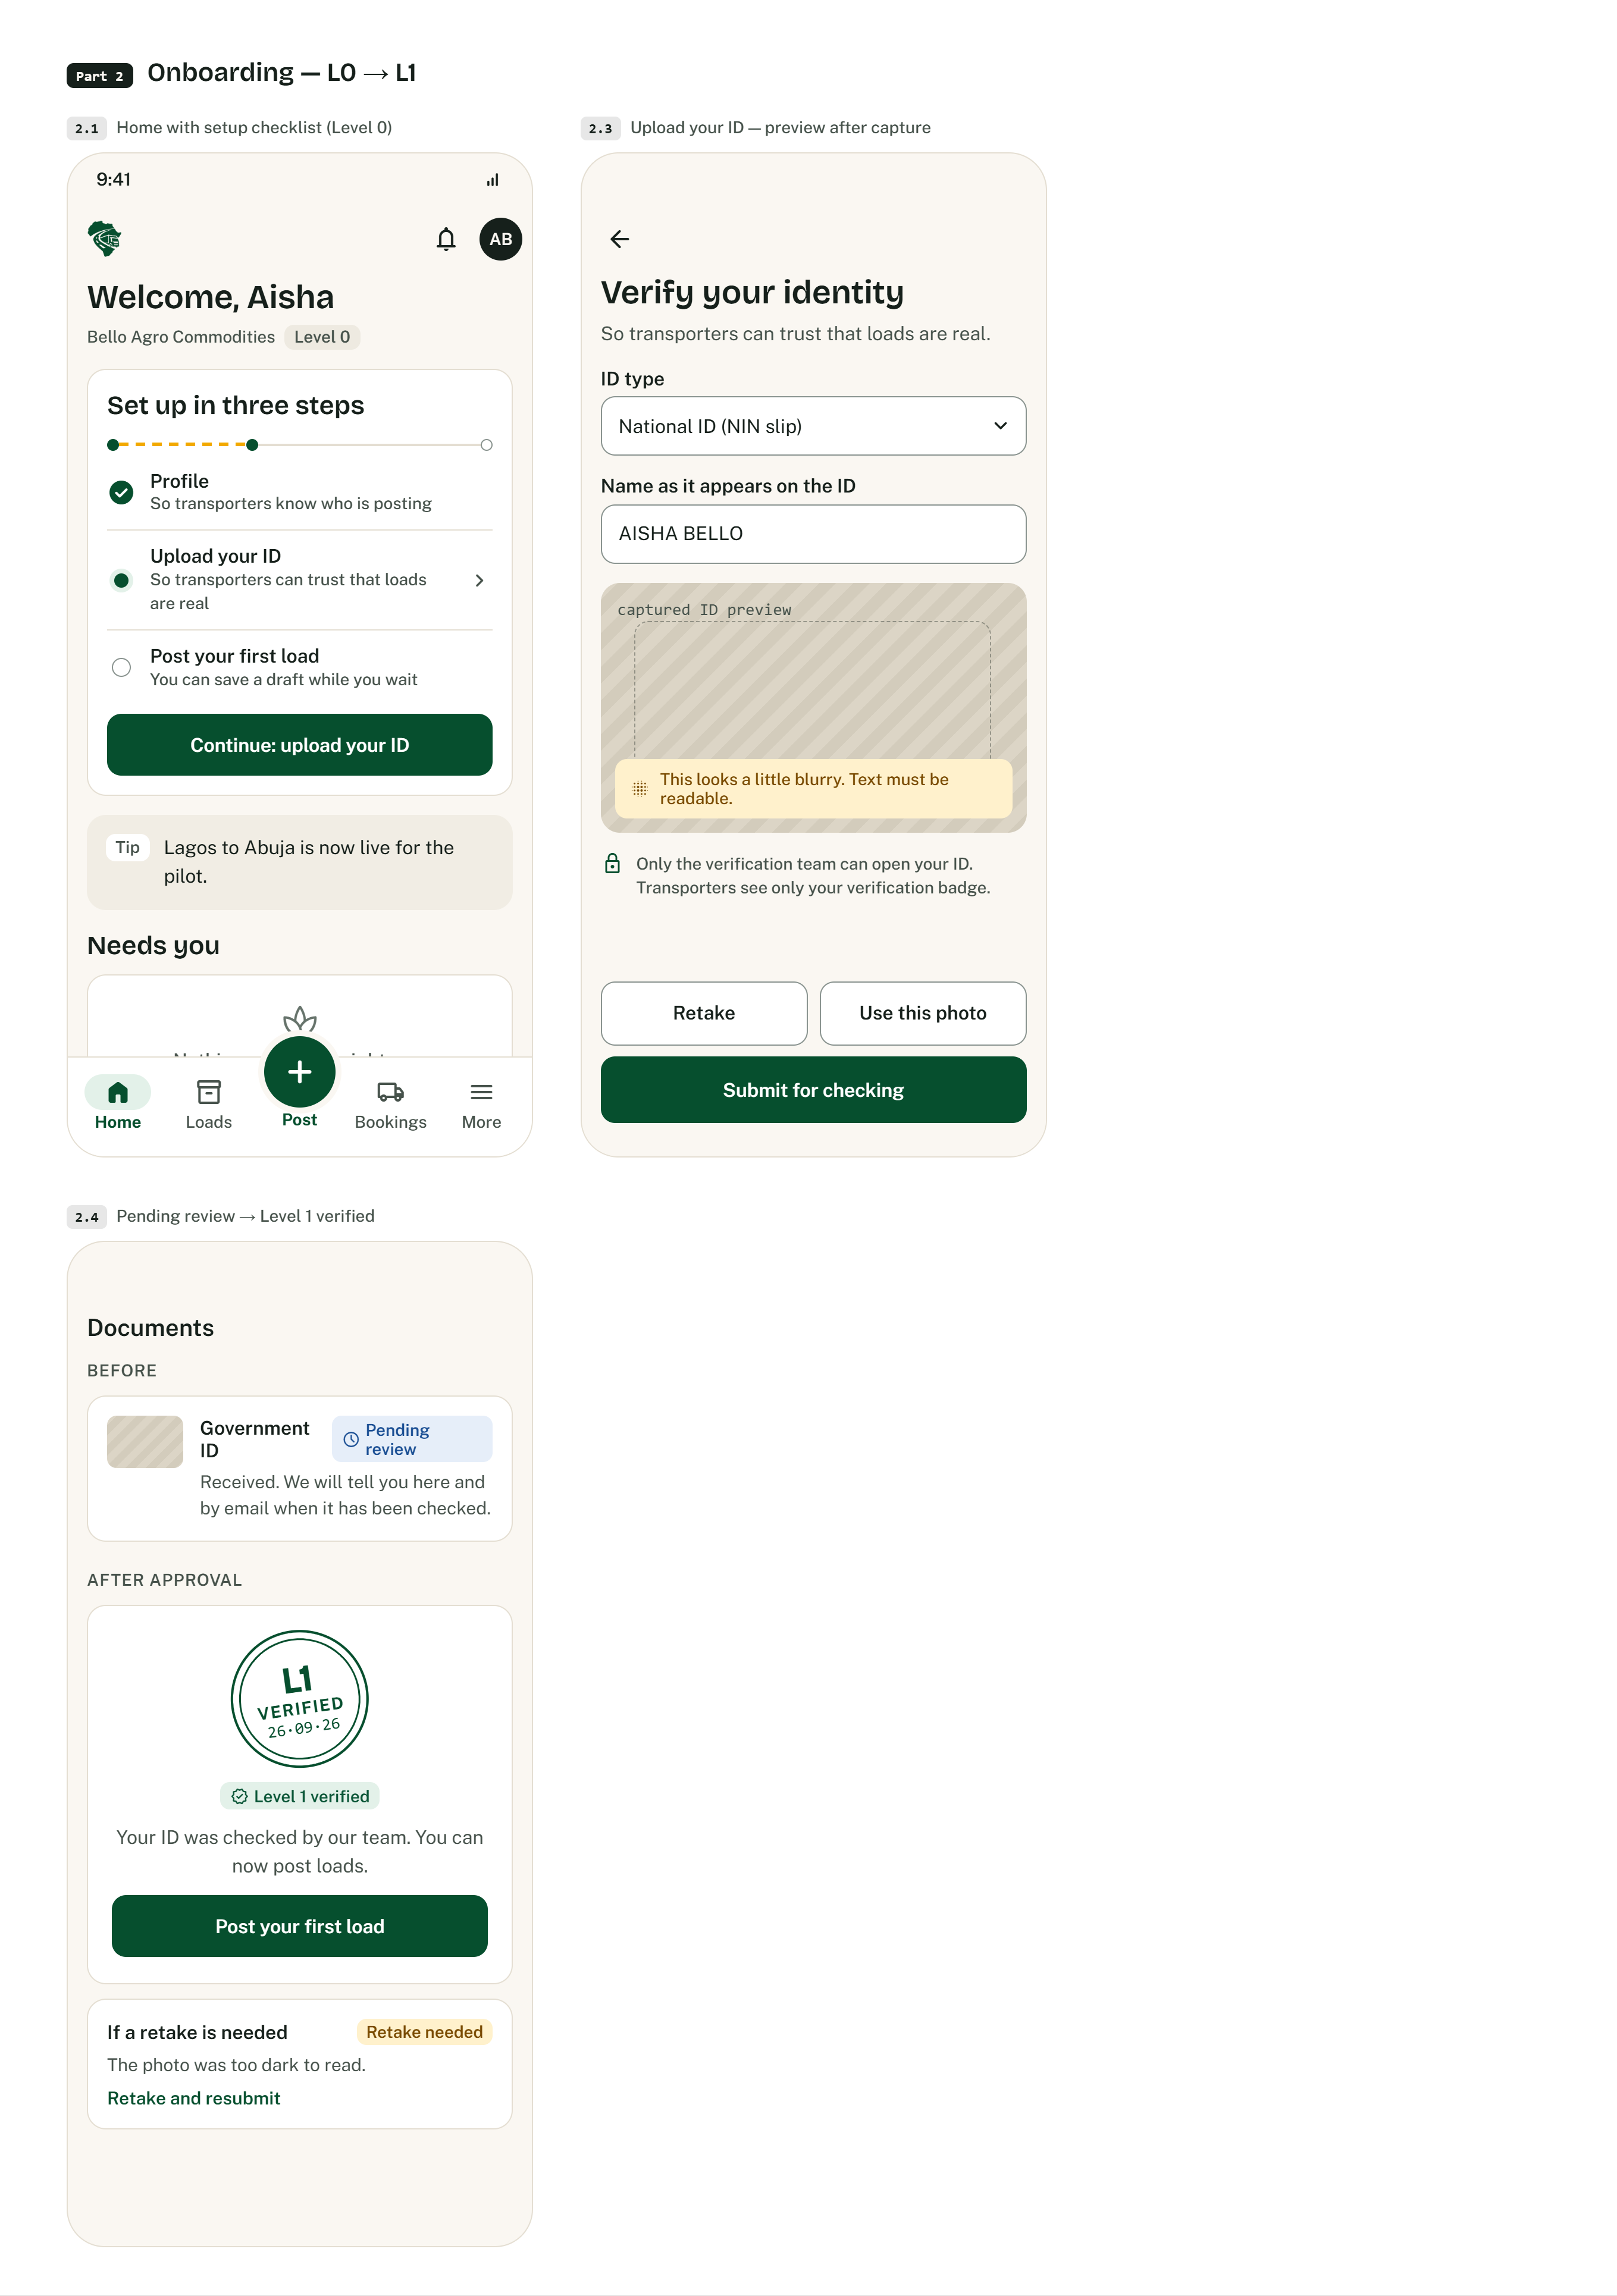 Part 2 Onboarding — L0 → L1
2.1 Home with setup checklist (Level 0)
9:41
AB
Welcome, Aisha
Bello Agro Commodities Level 0
Set up in three steps
Profile
So transporters know who is posting
Upload your ID
So transporters can trust that loads
are real
Post your first load
You can save a draft while you wait
Continue: upload your ID
Tip Lagos to Abuja is now live for the
pilot.
Needs you
Home Loads Post Bookings More
2.3 Upload your ID — preview after capture
Verify your identity
So transporters can trust that loads are real.
ID type
National ID (NIN slip)
Name as it appears on the ID
AISHA BELLO
captured ID preview
This looks a little blurry. Text must be
readable.
Only the verification team can open your ID.
Transporters see only your verification badge.
Retake Use this photo
Submit for checking
2.4 Pending review → Level 1 verified
Documents
BEFORE
Government
ID
Pending
review
Received. We will tell you here and
by email when it has been checked.
AFTER APPROVAL
L1
VERIFIED
26·09·26
Level 1 verified
Your ID was checked by our team. You can
now post loads.
Post your first load
If a retake is needed Retake needed
The photo was too dark to read.
Retake and resubmit